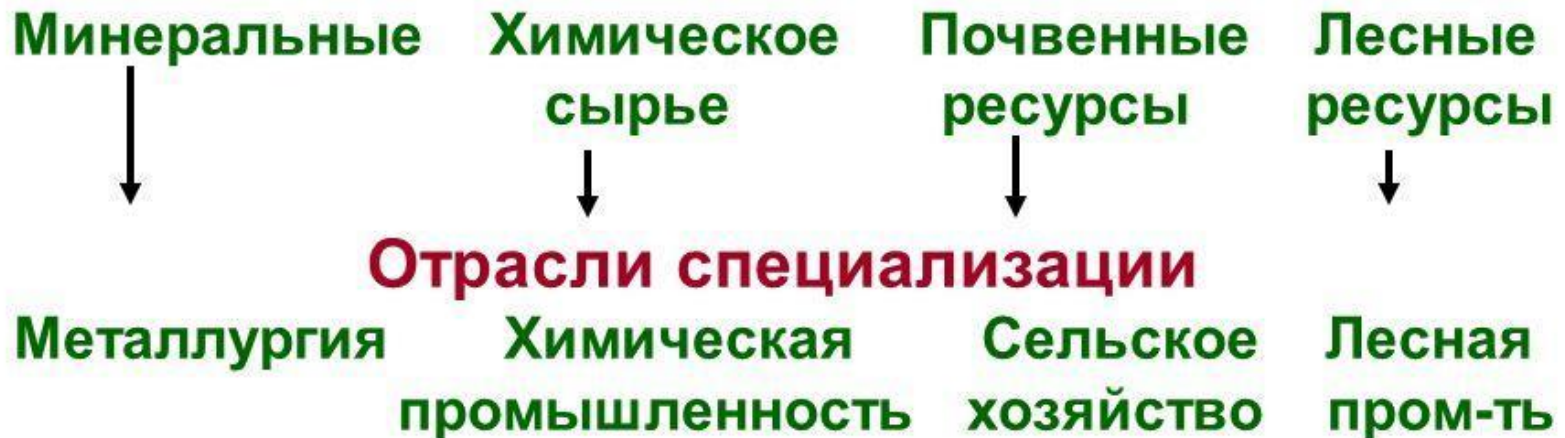 Минеральные Химическое Почвенные Лесные
сырье ресурсы ресурсы
Отрасли специализации
Металлургия Химическая Сельское Лесная
промышленность хозяйство пром-ть